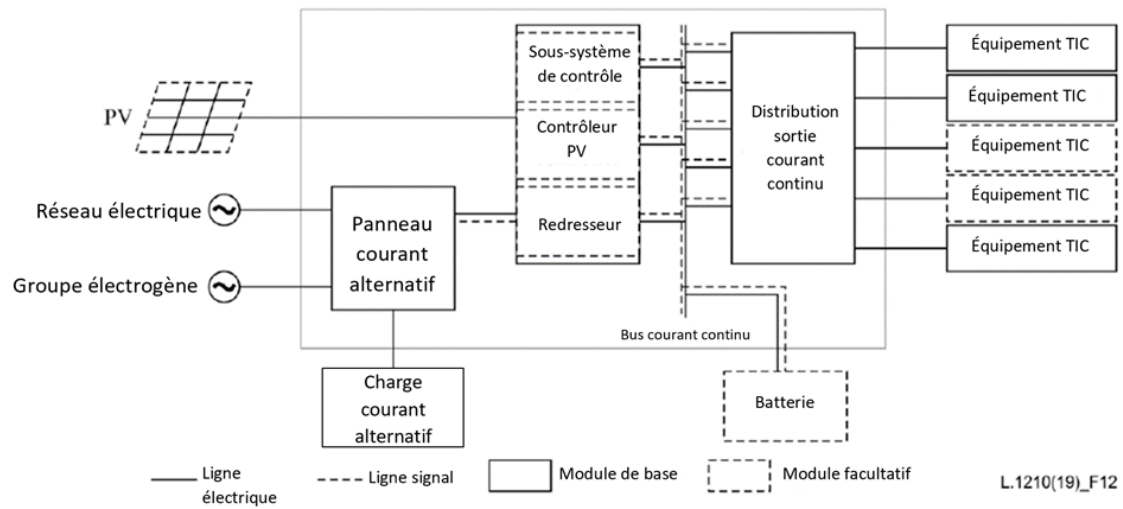 Sous-système
de contrôle
PV
Contrôleur
PV
Réseau électrique
Groupe électrogène
Panneau
courant
alternatif
Redresseur
Distribution
sortie
courant
continu
Équipement TIC
Équipement TIC
Équipement TIC
Équipement TIC
Équipement TIC
Bus courant continu
Charge
courant
alternatif
Batterie
Ligne
électrique
Ligne signal
Module de base
Module facultatif
L.1210(19)_F12